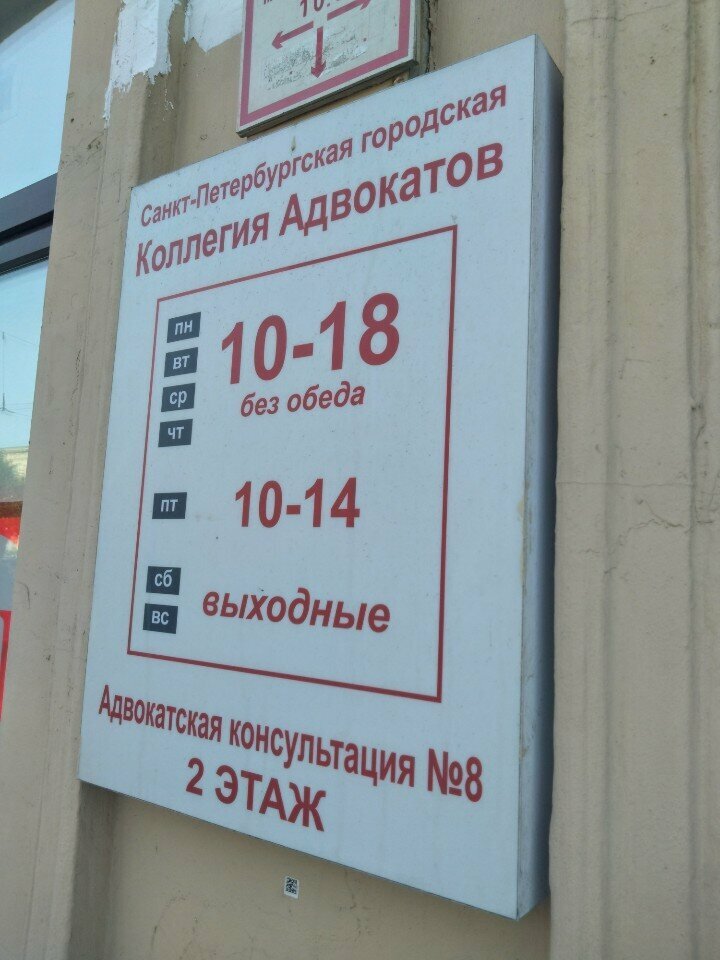 Санкт-Петербургская городская
Коллегия Адвокатов
пн
вт
ср
чт
10-18
без обеда
пт
10-14
сб
вс
выходные
Адвокатская консультация №8
2 ЭТАЖ